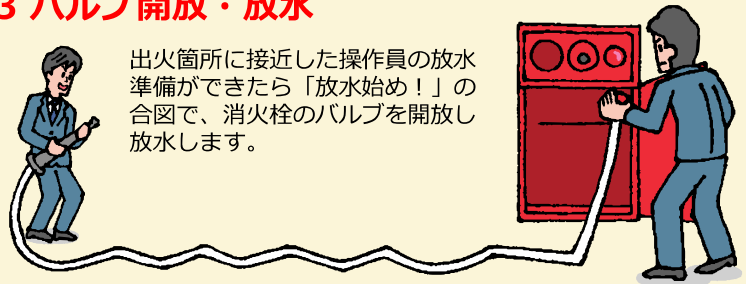 3 バルブ開放・放水
出火箇所に接近した操作員の放水
準備ができたら「放水始め！」の
合図で、消火栓のバルブを開放し
放水します。